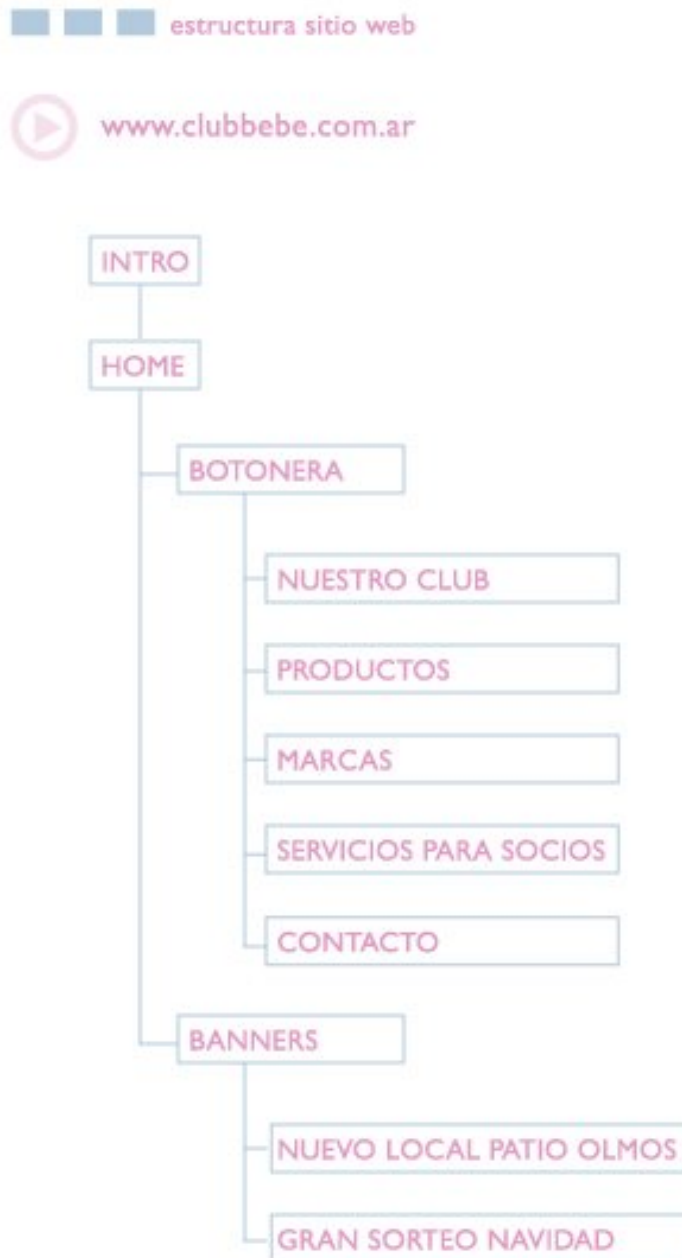 estructura sitio web
www.clubbebe.com.ar
INTRO
HOME
BOTONERA
NUESTRO CLUB
PRODUCTOS
MARCAS
SERVICIOS PARA SOCIOS
CONTACTO
BANNERS
NUEVO LOCAL PATIO OLMOS
GRAN SORTEO NAVIDAD